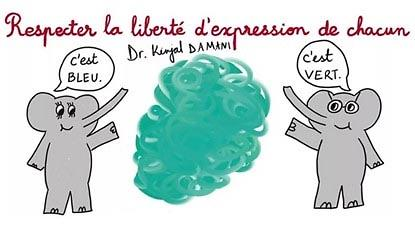 Respecter la liberté d'expression de chacun
Dr. Kinjal DAMANI
c'est
BLEU.
c'est
VERT.